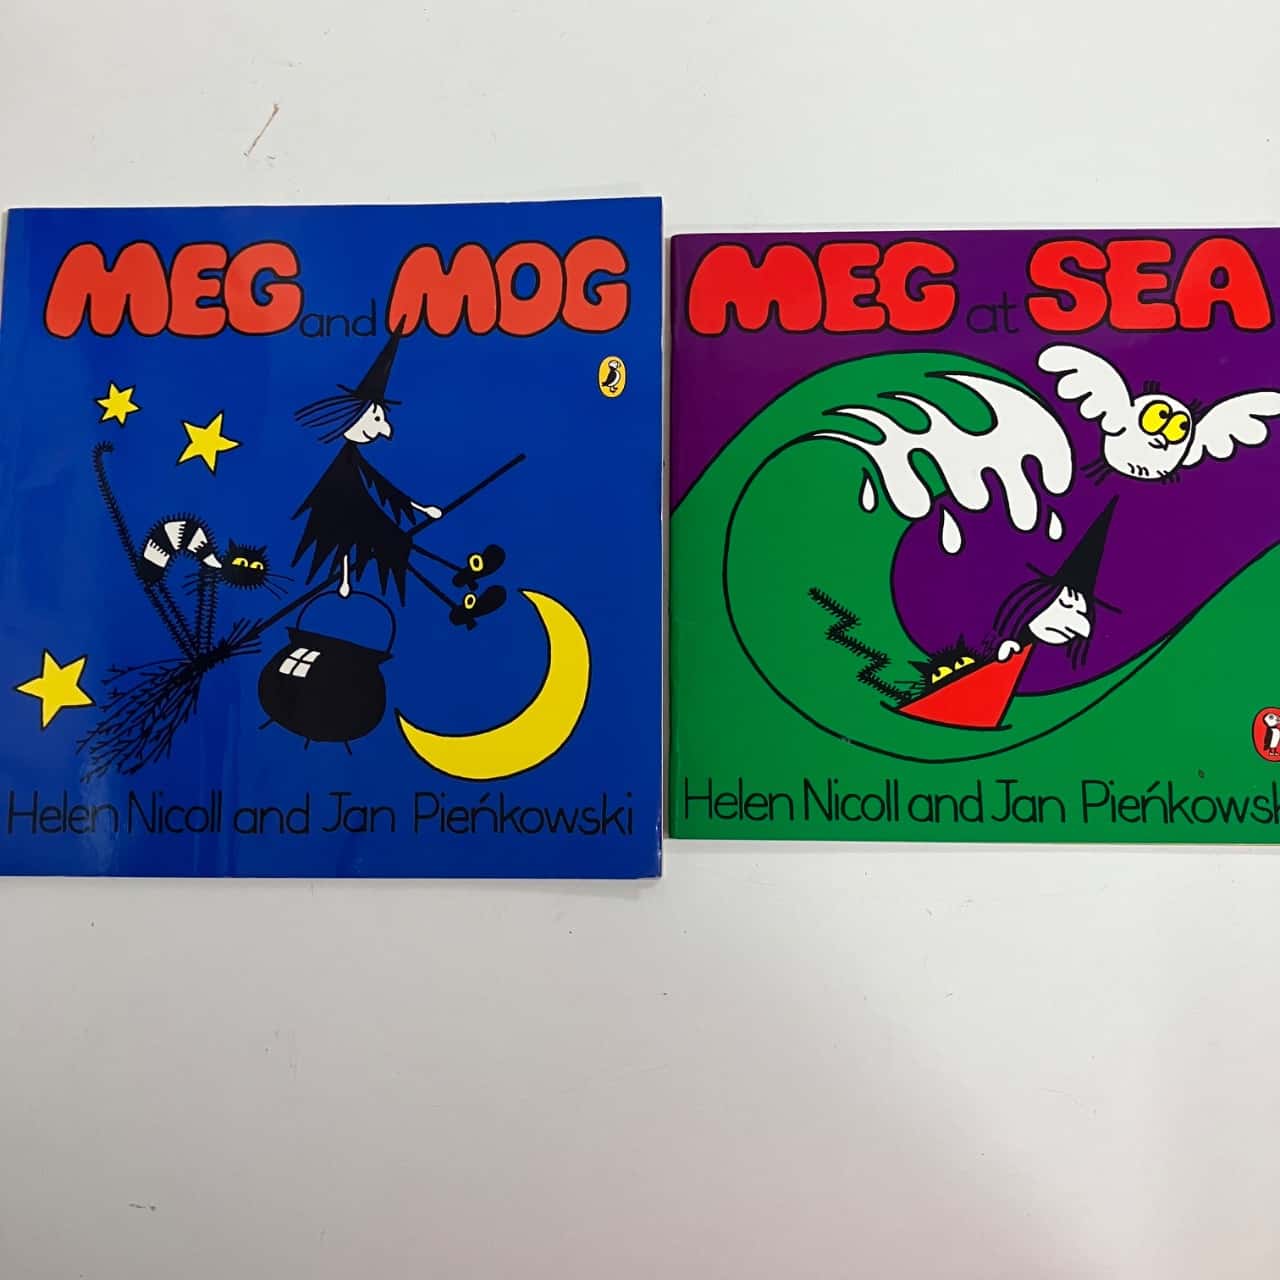 MEG and MOG
Helen Nicoll and Jan Pieńkowski
MEG at SEA
Helen Nicoll and Jan Pieńkowsk